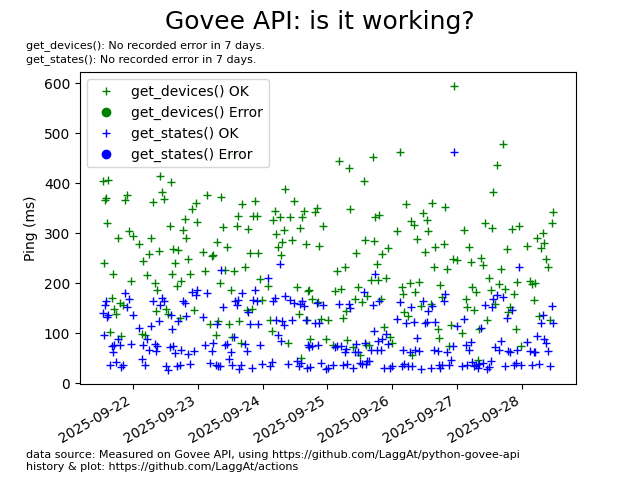 Govee API: is it working?
get_devices(): No recorded error in 7 days.
get_states(): No recorded error in 7 days.
get_devices() OK
get_devices() Error
get_states() OK
get_states() Error
Ping (ms)
600
500
400
300
200
100
0
2025-09-22
2025-09-23
2025-09-24
2025-09-25
2025-09-26
2025-09-27
2025-09-28
data source: Measured on Govee API, using https://github.com/LaggAt/python-govee-api
history & plot: https://github.com/LaggAt/actions